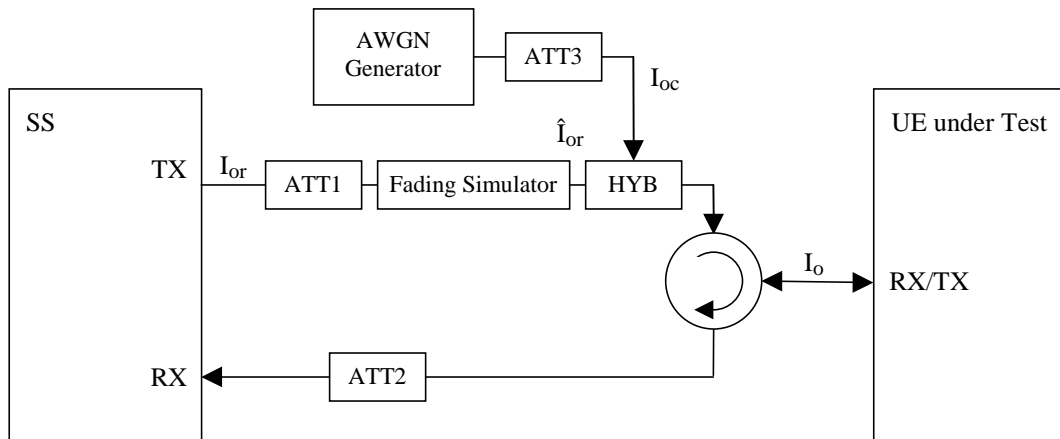 AWGN
Generator
ATT3
I_oc
SS
UE under Test
Î_or
TX
I_or
ATT1
Fading Simulator
HYB
I_o
RX/TX
RX
ATT2